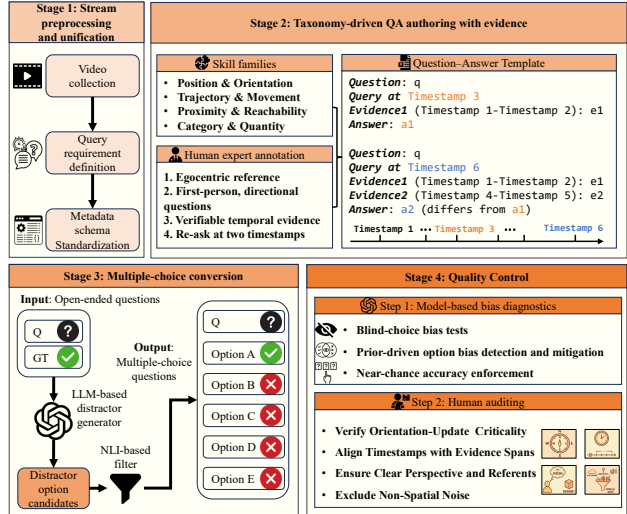 Stage 1: Stream
preprocessing
and unification
Video
collection
Query
requirement
definition
Metadata
schema
Standardization
Stage 2: Taxonomy-driven QA authoring with evidence
Skill families
• Position & Orientation
• Trajectory & Movement
• Proximity & Reachability
• Category & Quantity
Human expert annotation
1. Egocentric reference
2. First-person, directional
questions
3. Verifiable temporal evidence
4. Re-ask at two timestamps
Question–Answer Template
Question: q
Query at Timestamp 3
Evidence1 (Timestamp 1-Timestamp 2): e1
Answer: a1
Question: q
Query at Timestamp 6
Evidence1 (Timestamp 1-Timestamp 2): e1
Evidence2 (Timestamp 4-Timestamp 5): e2
Answer: a2 (differs from a1)
Timestamp 1 ••• Timestamp 3 ••• Timestamp 6
Stage 3: Multiple-choice conversion
Input: Open-ended questions
Q
GT
LLM-based
distractor
generator
Distractor
option
candidates
NLI-based
filter
Output:
Multiple-choice
questions
Q
Option A
Option B
Option C
Option D
Option E
Stage 4: Quality Control
Step 1: Model-based bias diagnostics
• Blind-choice bias tests
• Prior-driven option bias detection and mitigation
• Near-chance accuracy enforcement
Step 2: Human auditing
• Verify Orientation-Update Criticality
• Align Timestamps with Evidence Spans
• Ensure Clear Perspective and Referents
• Exclude Non-Spatial Noise